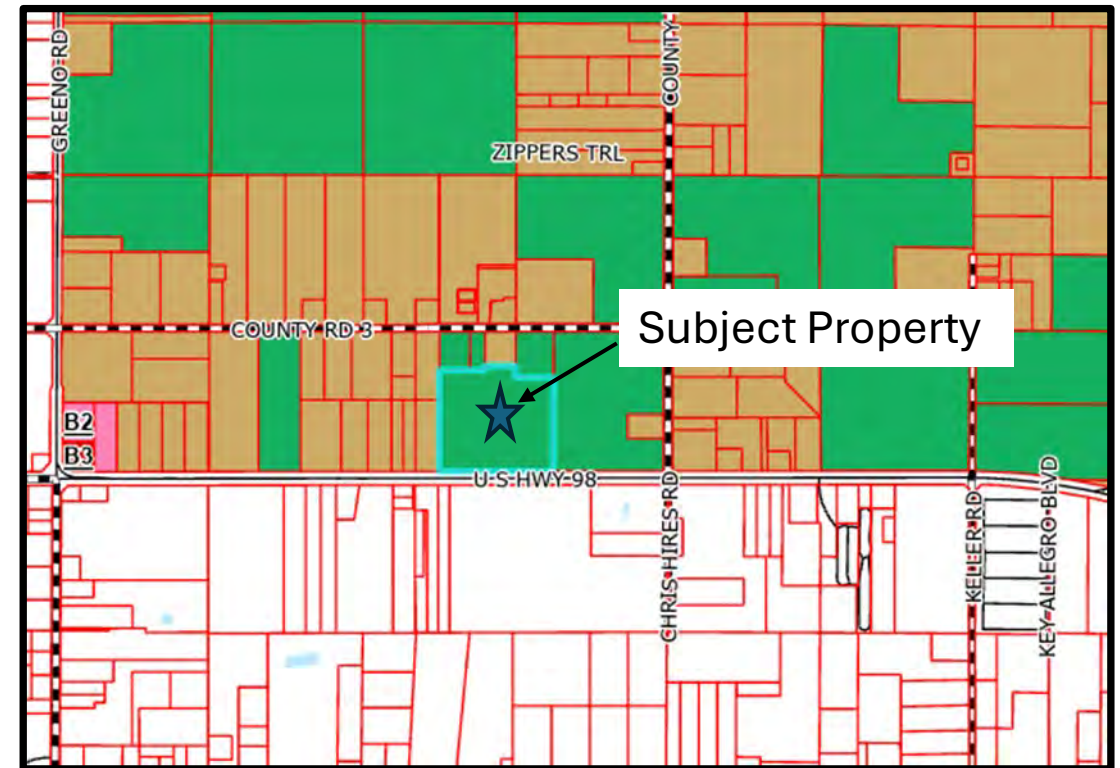 GREENO RD
COUNTY
ZIPPERS TRL
COUNTY RD 3
Subject Property
B2
B3
U S HWY 98
CHRIS HIRES RD
KELLER RD
KEY ALLEGRO BLVD